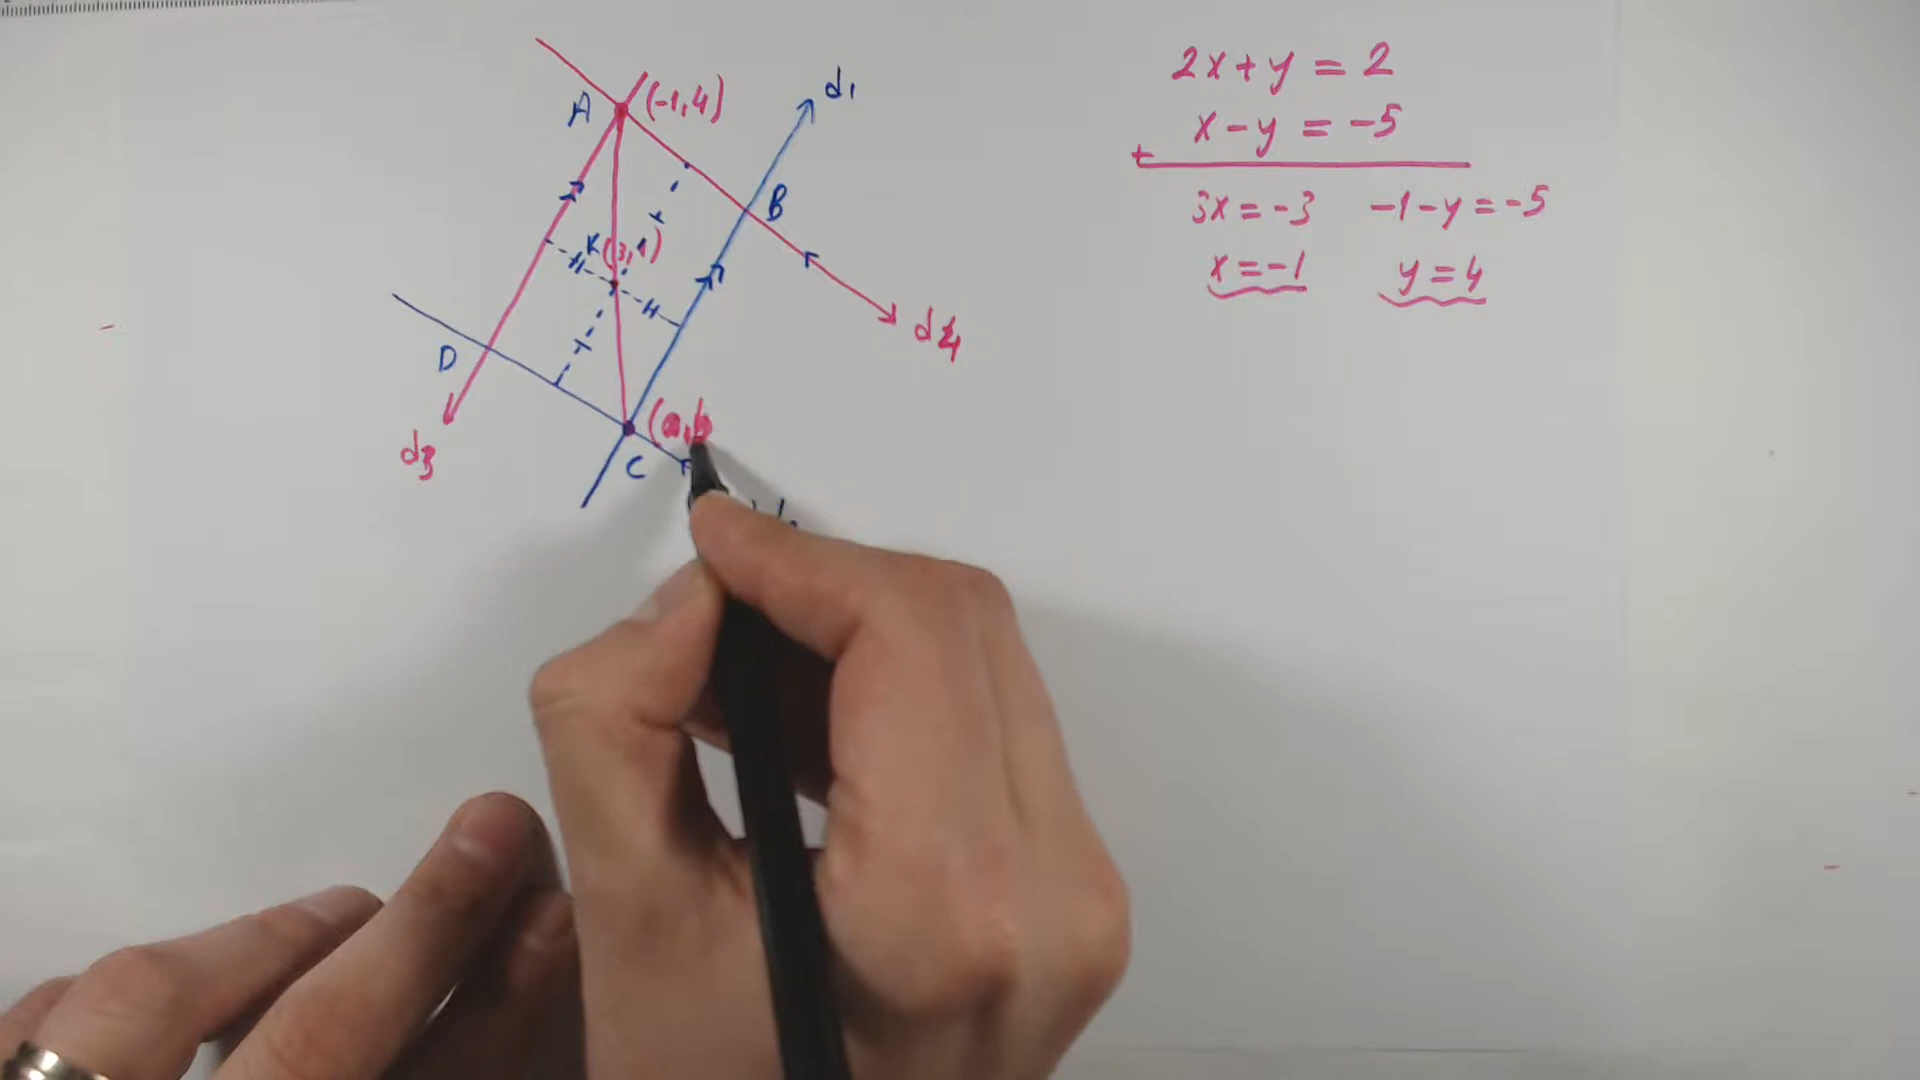 2x + y = 2
x - y = -5
+
3x = -3
-1 - y = -5
x = -1
y = 4
d1
A
(-1,4)
B
K(3,1)
d4
D
d3
(a,b
C